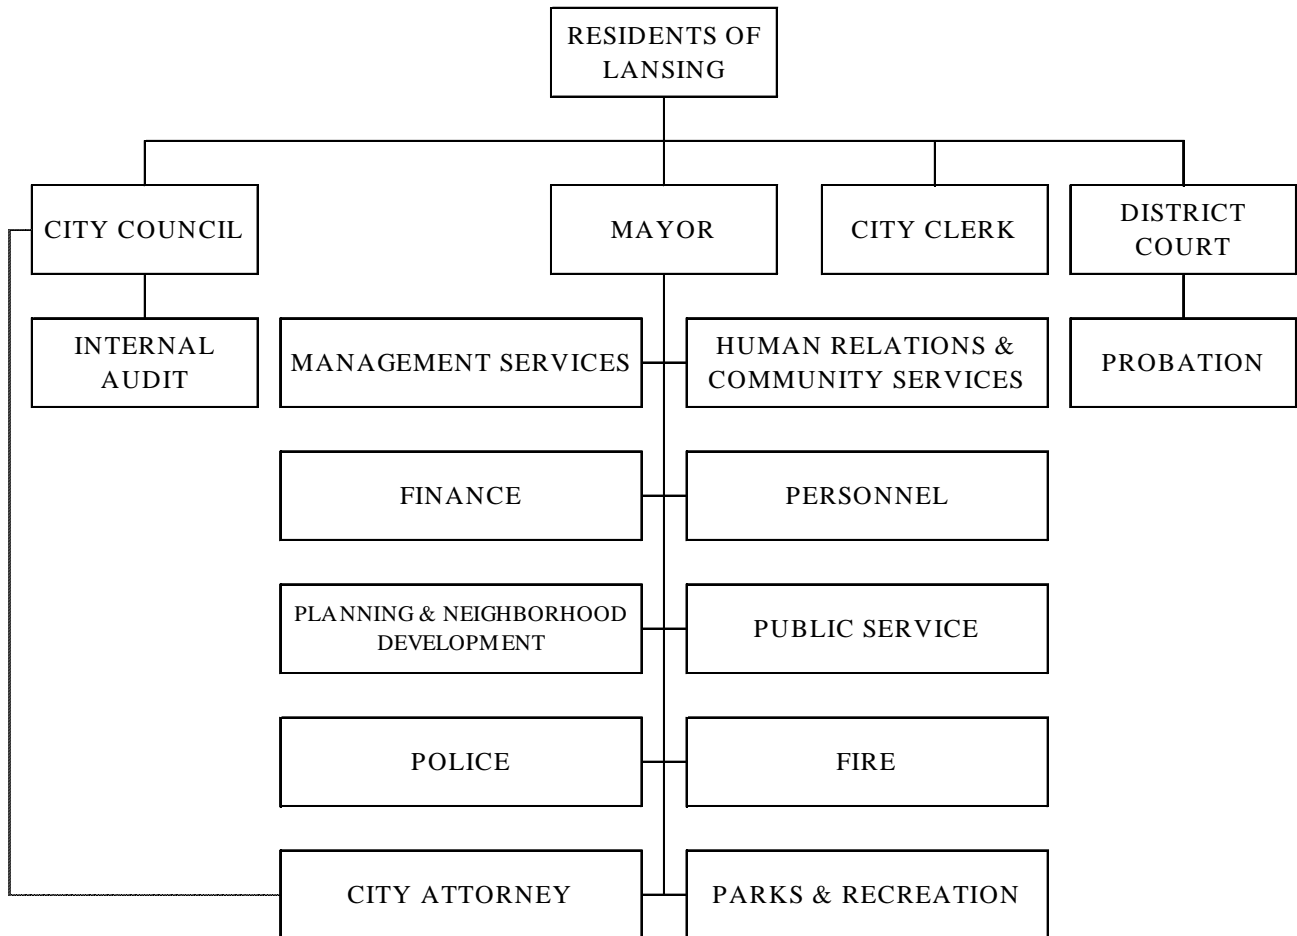 RESIDENTS OF
LANSING
CITY COUNCIL
MAYOR
CITY CLERK
DISTRICT
COURT
INTERNAL
AUDIT
MANAGEMENT SERVICES
HUMAN RELATIONS &
COMMUNITY SERVICES
PROBATION
FINANCE
PERSONNEL
PLANNING & NEIGHBORHOOD
DEVELOPMENT
PUBLIC SERVICE
POLICE
FIRE
CITY ATTORNEY
PARKS & RECREATION